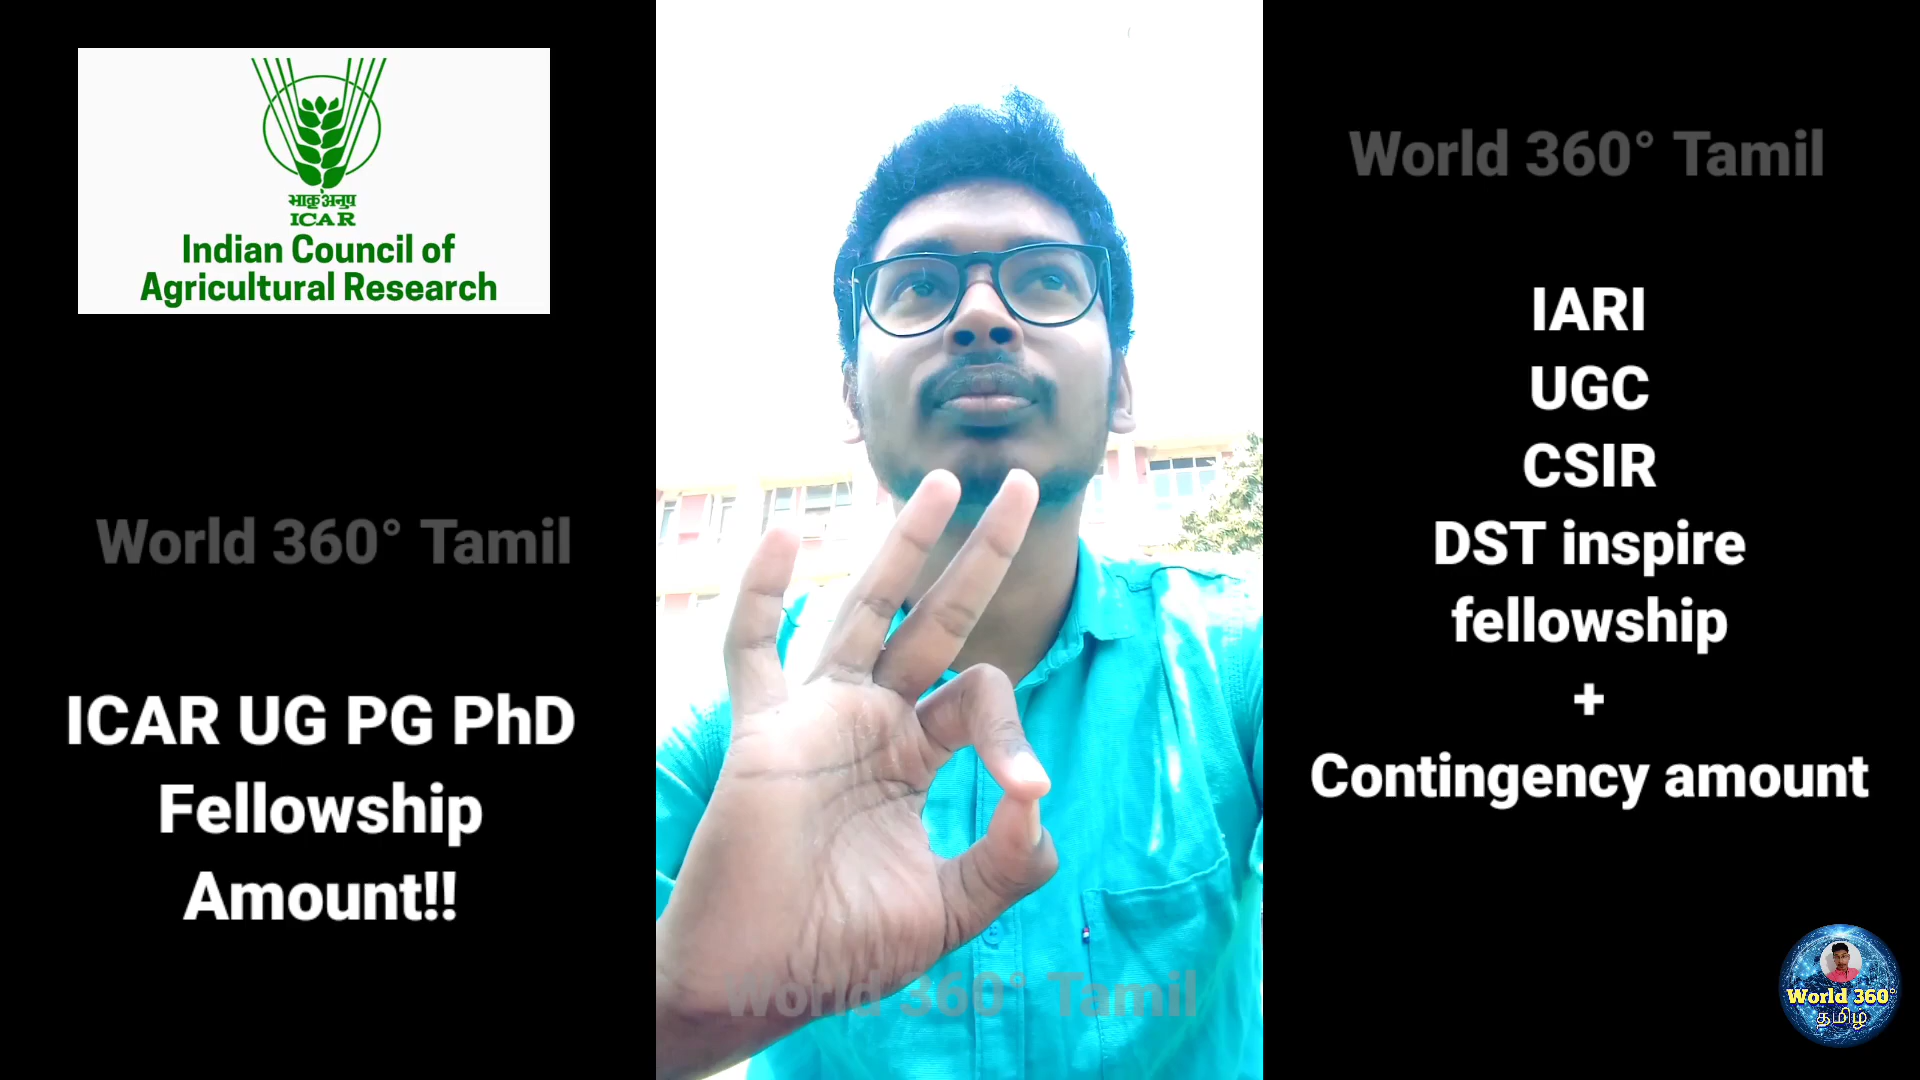 भाकृअनुप
ICAR
Indian Council of
Agricultural Research
World 360° Tamil
ICAR UG PG PhD
Fellowship
Amount!!
World 360° Tamil
World 360° Tamil
IARI
UGC
CSIR
DST inspire
fellowship
+
Contingency amount
World 360°
தமிழ்